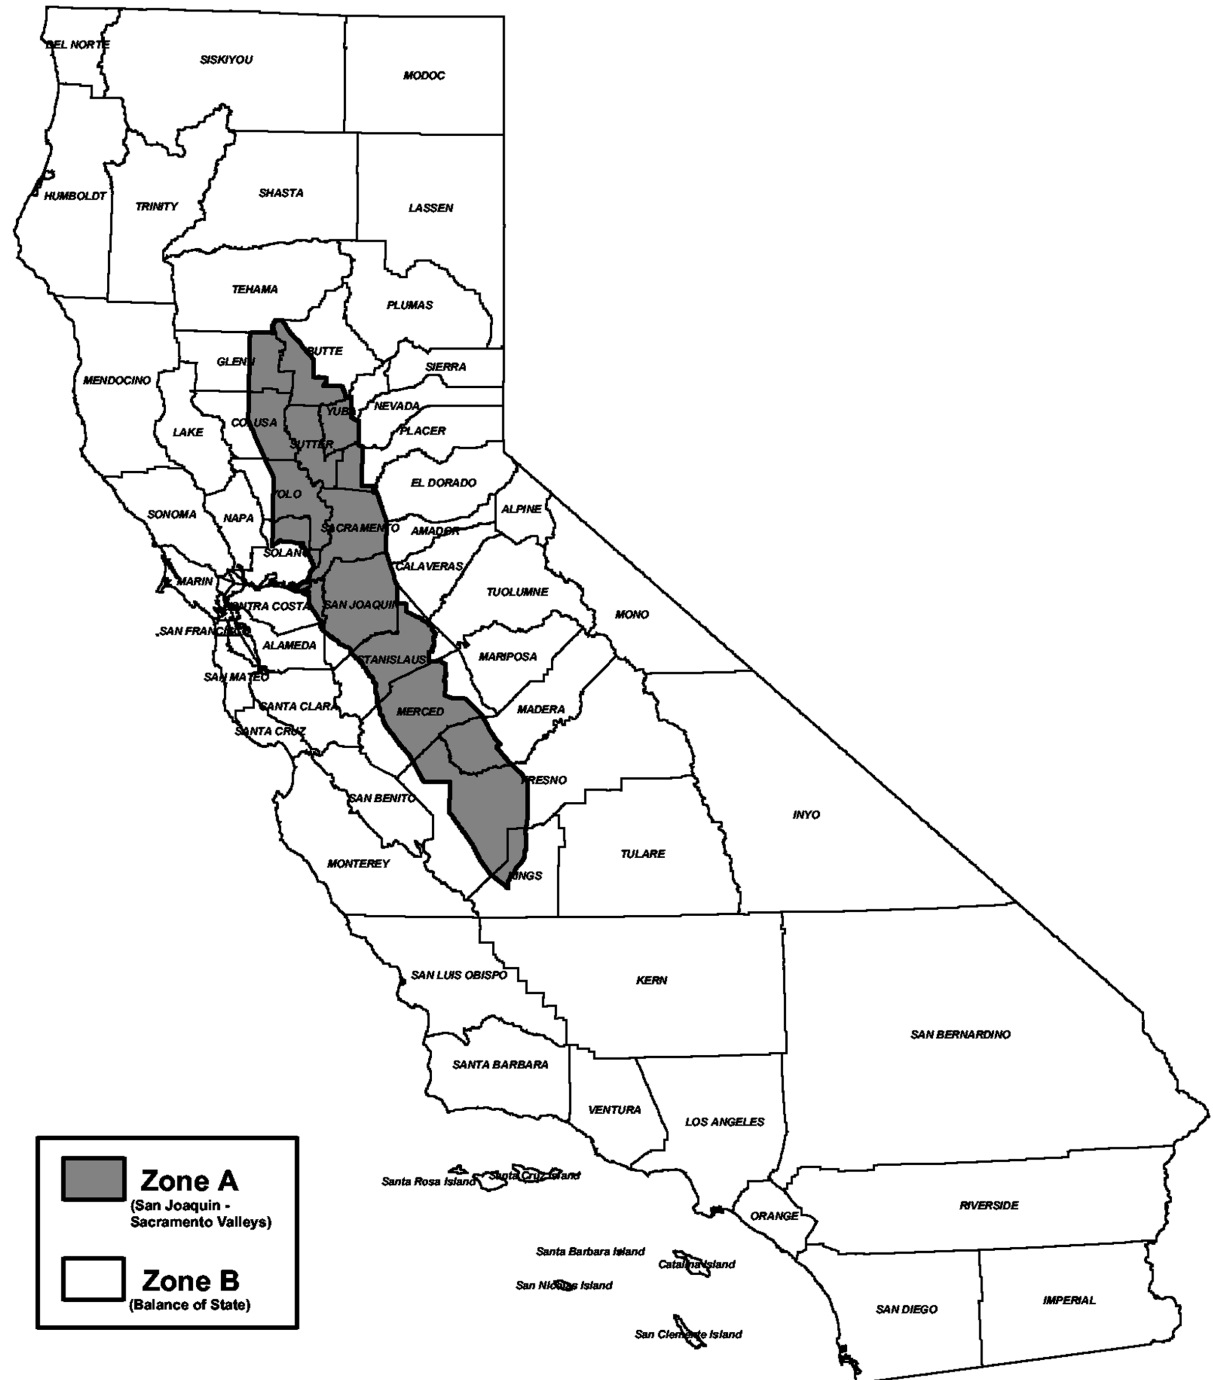 DEL NORTE
SISKIYOU
MODOC
HUMBOLDT
TRINITY
SHASTA
LASSEN
TEHAMA
PLUMAS
GLENN
BUTTE
SIERRA
MENDOCINO
LAKE
COLUSA
YUBA
NEVADA
SUTTER
PLACER
EL DORADO
SONOMA
NAPA
YOLO
SACRAMENTO
AMADOR
ALPINE
SOLANO
CALAVERAS
MARIN
CONTRA COSTA
SAN JOAQUIN
TUOLUMNE
MONO
SAN FRANCISCO
ALAMEDA
STANISLAUS
MARIPOSA
SAN MATEO
SANTA CLARA
MERCED
MADERA
SANTA CRUZ
FRESNO
SAN BENITO
INYO
MONTEREY
TULARE
KINGS
SAN LUIS OBISPO
KERN
SAN BERNARDINO
SANTA BARBARA
VENTURA
LOS ANGELES
Santa Rosa Island
Santa Cruz Island
ORANGE
RIVERSIDE
Santa Barbara Island
Catalina Island
San Nicolas Island
SAN DIEGO
IMPERIAL
San Clemente Island
Zone A
(San Joaquin -
Sacramento Valleys)
Zone B
(Balance of State)